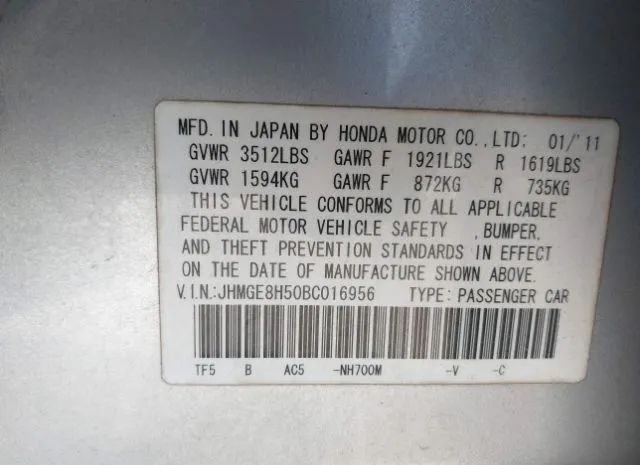 MFD. IN JAPAN BY HONDA MOTOR CO.,LTD: 01/'11
GVWR 3512LBS GAWR F 1921LBS R 1619LBS
GVWR 1594KG GAWR F 872KG R 735KG
THIS VEHICLE CONFORMS TO ALL APPLICABLE
FEDERAL MOTOR VEHICLE SAFETY ,BUMPER,
AND THEFT PREVENTION STANDARDS IN EFFECT
ON THE DATE OF MANUFACTURE SHOWN ABOVE.
V.I.N.:JHMGE8H50BC016956 TYPE: PASSENGER CAR
TF5 B AC5 -NH700M -V -C